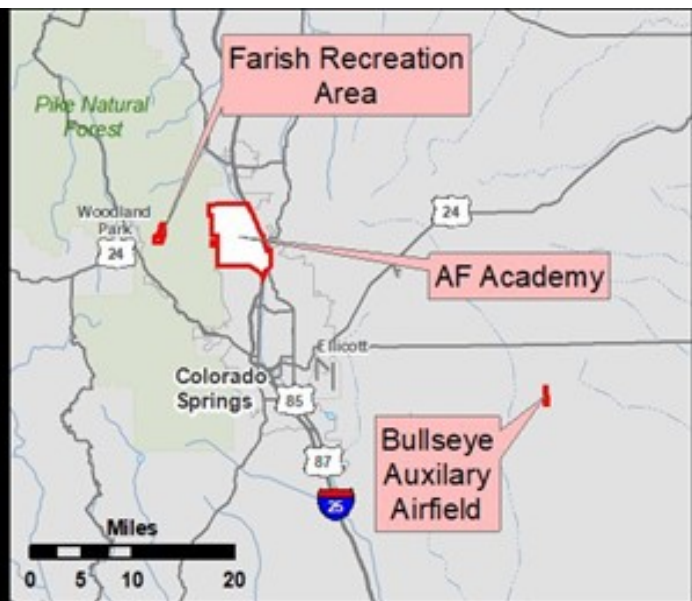 Farish Recreation
Area
Pike Natural
Forest
Woodland
Park
24
24
AF Academy
Ellicott
Colorado
Springs
85
Bullseye
Auxilary
Airfield
87
25
Miles
0 5 10 20